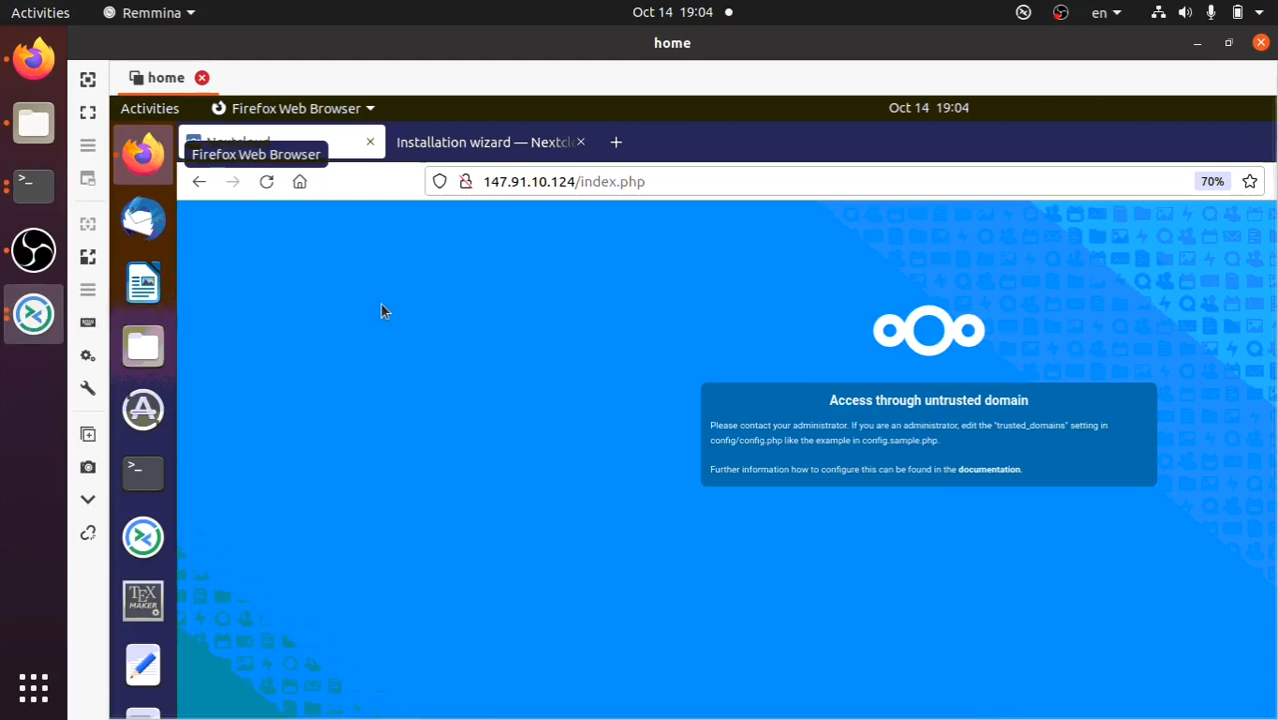 Activities
Remmina
Oct 14 19:04
en
home
home
Activities
Firefox Web Browser
Oct 14 19:04
Nextcloud
Installation wizard — Nextcl
Firefox Web Browser
147.91.10.124/index.php
70%
Access through untrusted domain
Please contact your administrator. If you are an administrator, edit the "trusted_domains" setting in
config/config.php like the example in config.sample.php.
Further information how to configure this can be found in the documentation.
TEX
MAKER